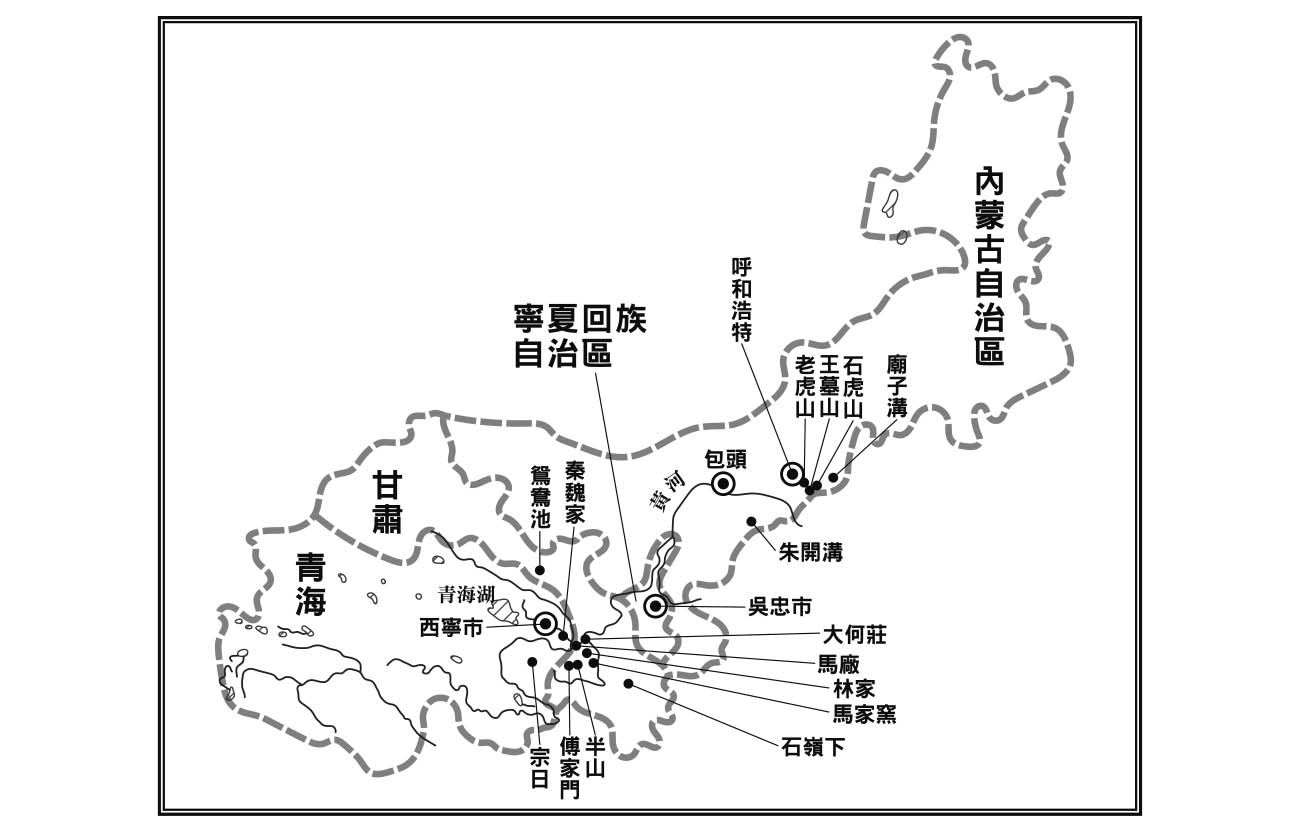 內蒙古自治區
寧夏回族
自治區
呼和浩特
老虎山
王墓山
石虎山
廟子溝
包頭
黃河
甘肅
鴛鴦池
秦魏家
朱開溝
青海
青海湖
西寧市
吳忠市
大何莊
馬廠
林家
馬家窯
石嶺下
宗日
傅家門
半山